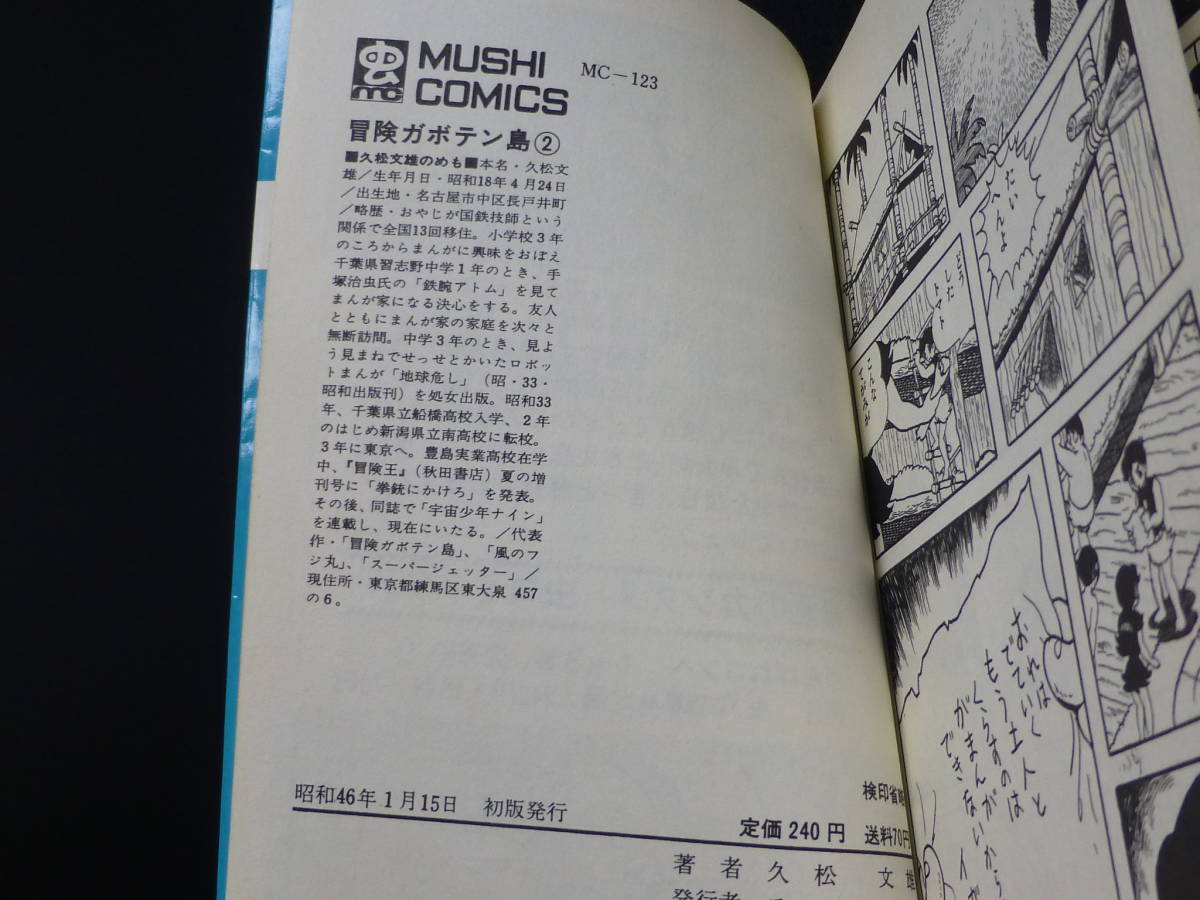 虫
mc
MUSHI
COMICS
MC-123
冒険ガボテン島②
■久松文雄のめも■本名・久松文
雄/生年月日・昭和18年4月24日
/出生地・名古屋市中区長戸井町
/略歴・おやじが国鉄技師という
関係で全国13回移住。小学校3年
のころからまんがに興味をおぼえ
千葉県習志野中学1年のとき、手
塚治虫氏の「鉄腕アトム」を見て
まんが家になる決心をする。友人
とともにまんが家の家庭を次々と
無断訪問。中学3年のとき、見よ
う見まねでせっせとかいたロボッ
トまんが「地球危し」(昭・33・
昭和出版刊)を処女出版。昭和33
年、千葉県立船橋高校入学、2年
のはじめ新潟県立南高校に転校。
3年に東京へ。豊島実業高校在学
中、『冒険王』(秋田書店)夏の増
刊号に「拳銃にかけろ」を発表。
その後、同誌で「宇宙少年ナイン」
を連載し、現在にいたる。/代表
作・「冒険ガボテン島」、「風のフ
ジ丸」、「スーパージェッター」/
現住所・東京都練馬区東大泉 457
の6。
検印省略
昭和46年1月15日 初版発行
定価240円 送料70円
著者 久松文雄
発行者
たい
へんよ
どう
した
トマト
こんな
おれは
でていく
もう土人と
くらすのは
がまんが
できないから